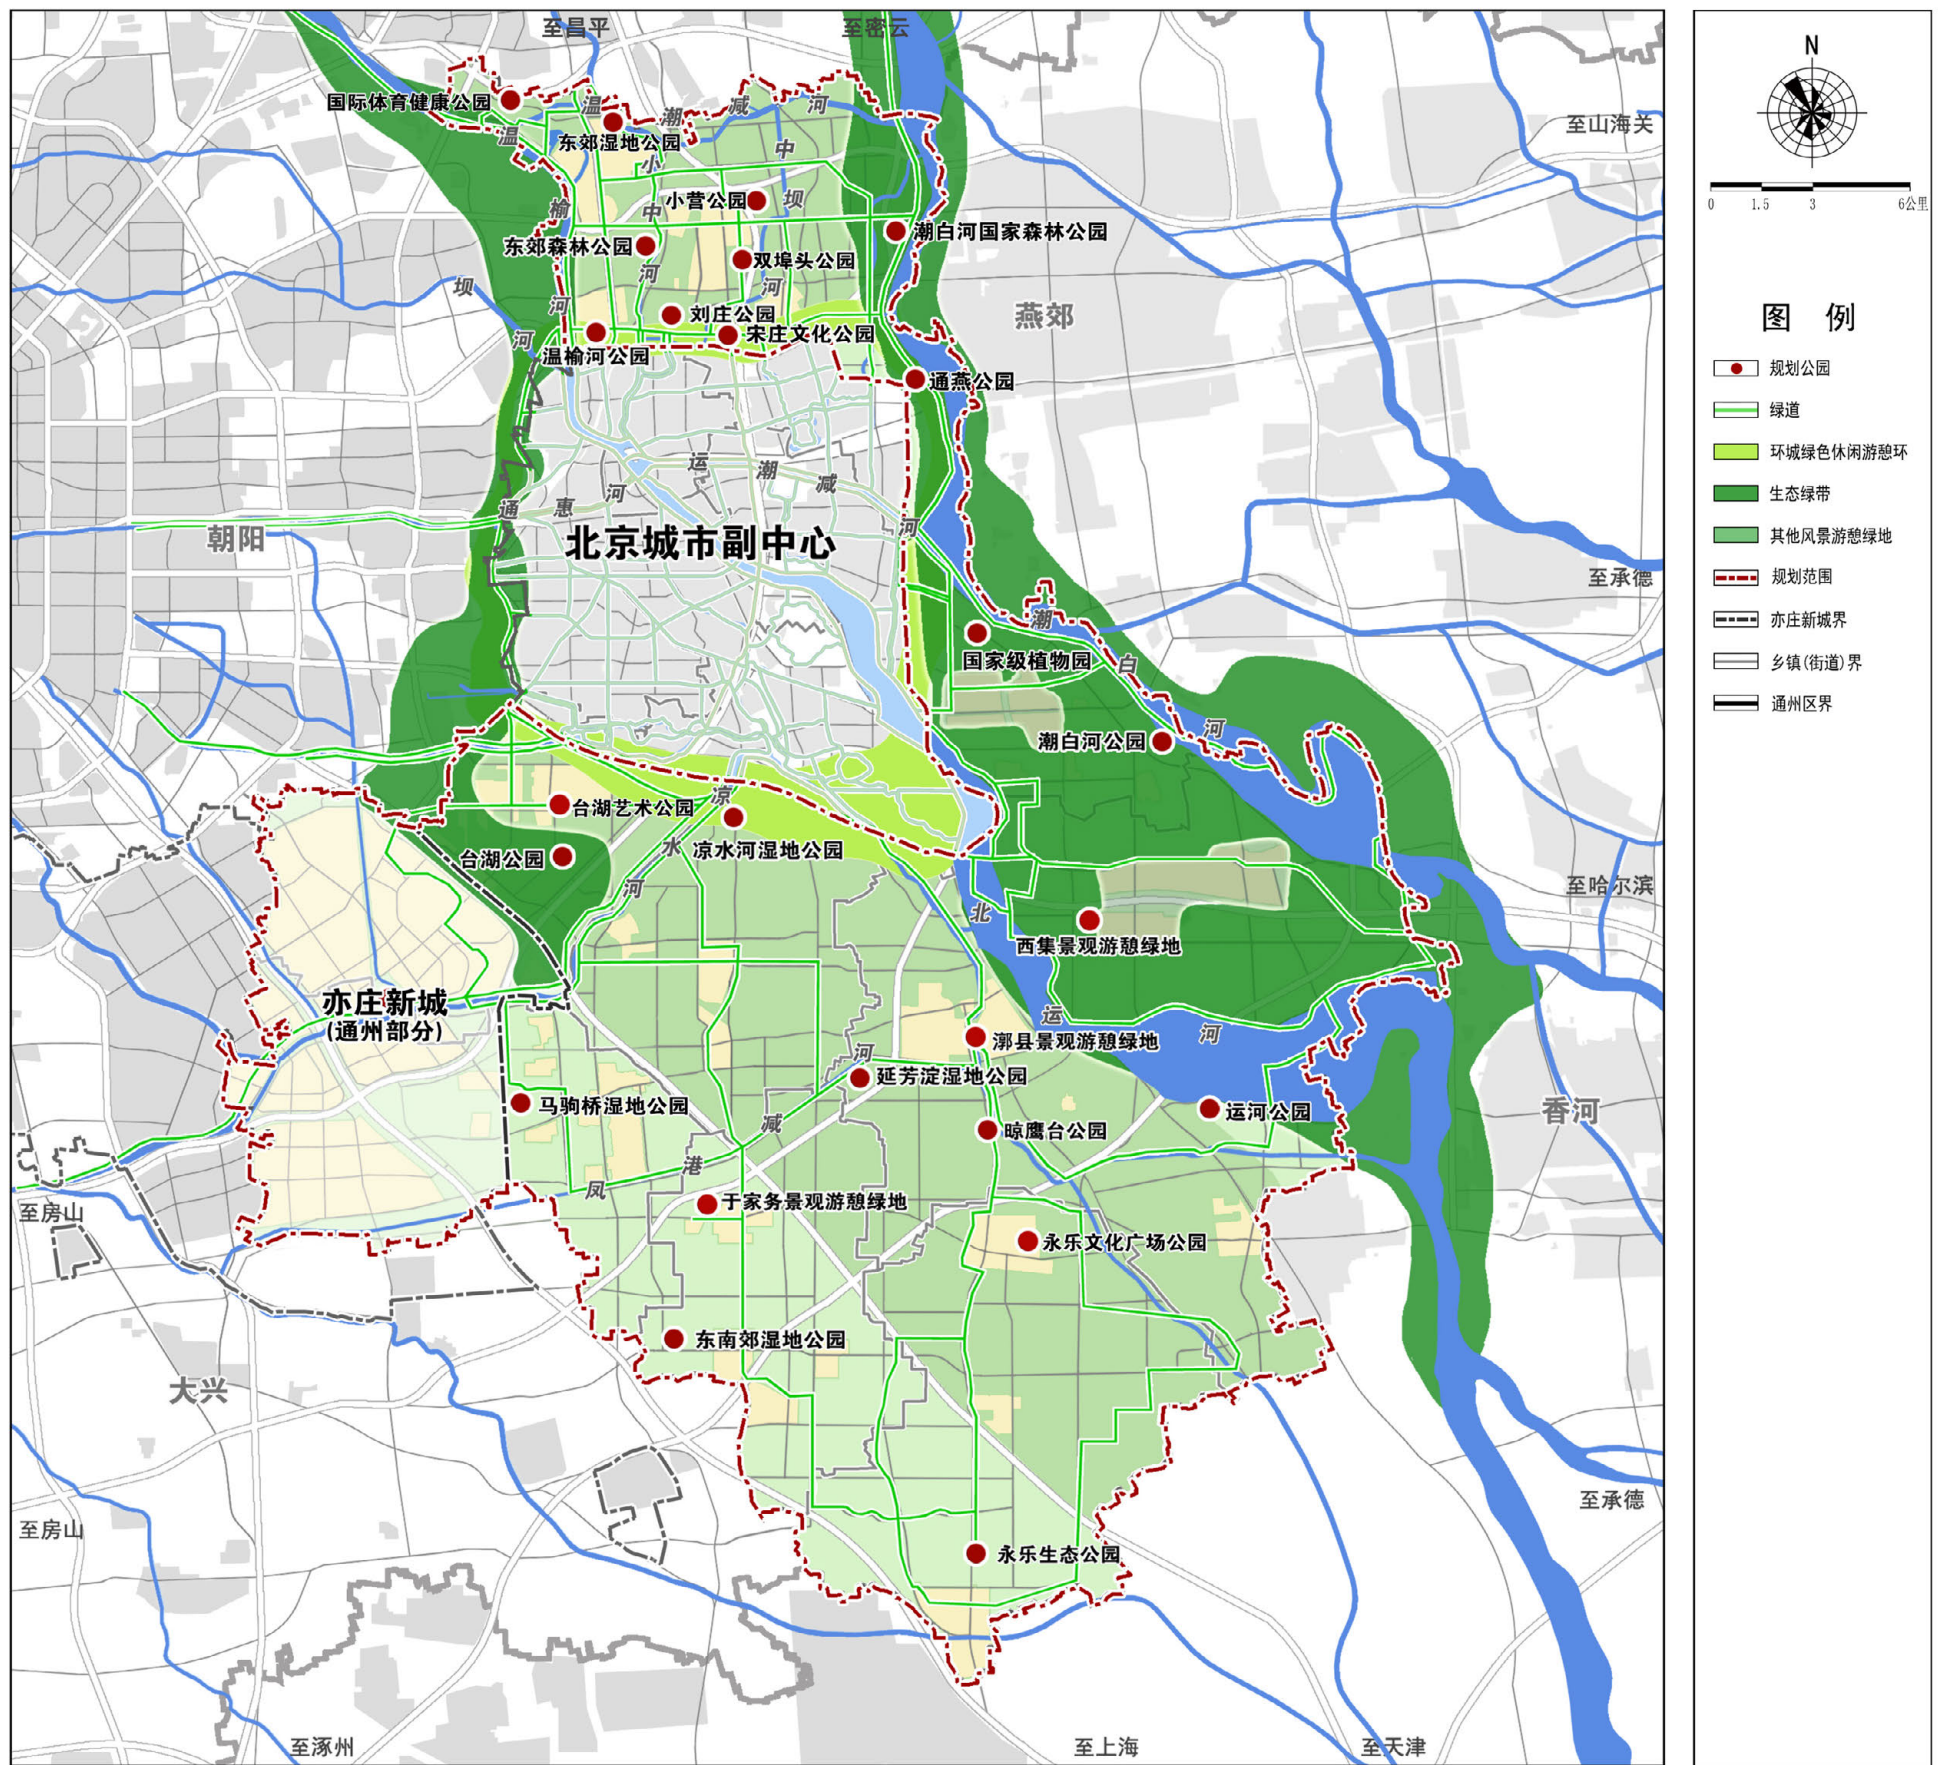 至昌平
至密云
N
国际体育健康公园
温
潮
减
河
至山海关
温
东郊湿地公园
小
中
小营公园
坝
0 1.5 3 6公里
榆
中
潮白河国家森林公园
东郊森林公园
双埠头公园
河
坝
河
河
刘庄公园
燕郊
图 例
河
温榆河公园
宋庄文化公园
规划公园
通燕公园
绿道
环城绿色休闲游憩环
运
潮
减
生态绿带
通
惠
河
河
朝阳
北京城市副中心
其他风景游憩绿地
至承德
规划范围
潮
亦庄新城界
国家级植物园
白
乡镇(街道)界
通州区界
潮白河公园
河
台湖艺术公园
凉
水
凉水河湿地公园
台湖公园
河
至哈尔滨
北
西集景观游憩绿地
亦庄新城
(通州部分)
运
河
漷县景观游憩绿地
河
延芳淀湿地公园
马驹桥湿地公园
减
运河公园
香河
晾鹰台公园
港
凤
于家务景观游憩绿地
至房山
永乐文化广场公园
东南郊湿地公园
大兴
至承德
至房山
永乐生态公园
至涿州
至上海
至天津